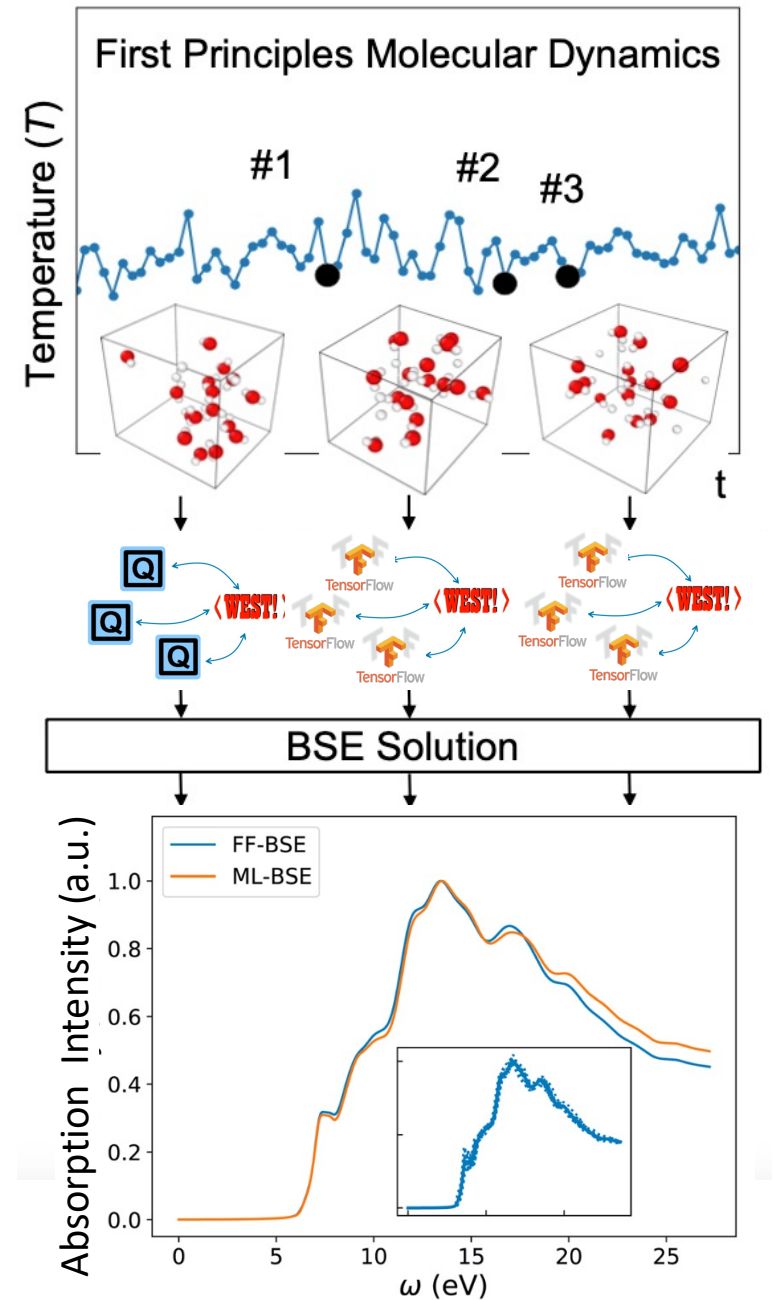 First Principles Molecular Dynamics
Temperature (T)
#1
#2
#3
t
Q
Q
Q
<WEST!>
TensorFlow
TensorFlow
TensorFlow
<WEST!>
TensorFlow
TensorFlow
TensorFlow
<WEST!>
BSE Solution
Absorption Intensity (a.u.)
FF-BSE
ML-BSE
1.0
0.8
0.6
0.4
0.2
0.0
0 5 10 15 20 25
ω (eV)